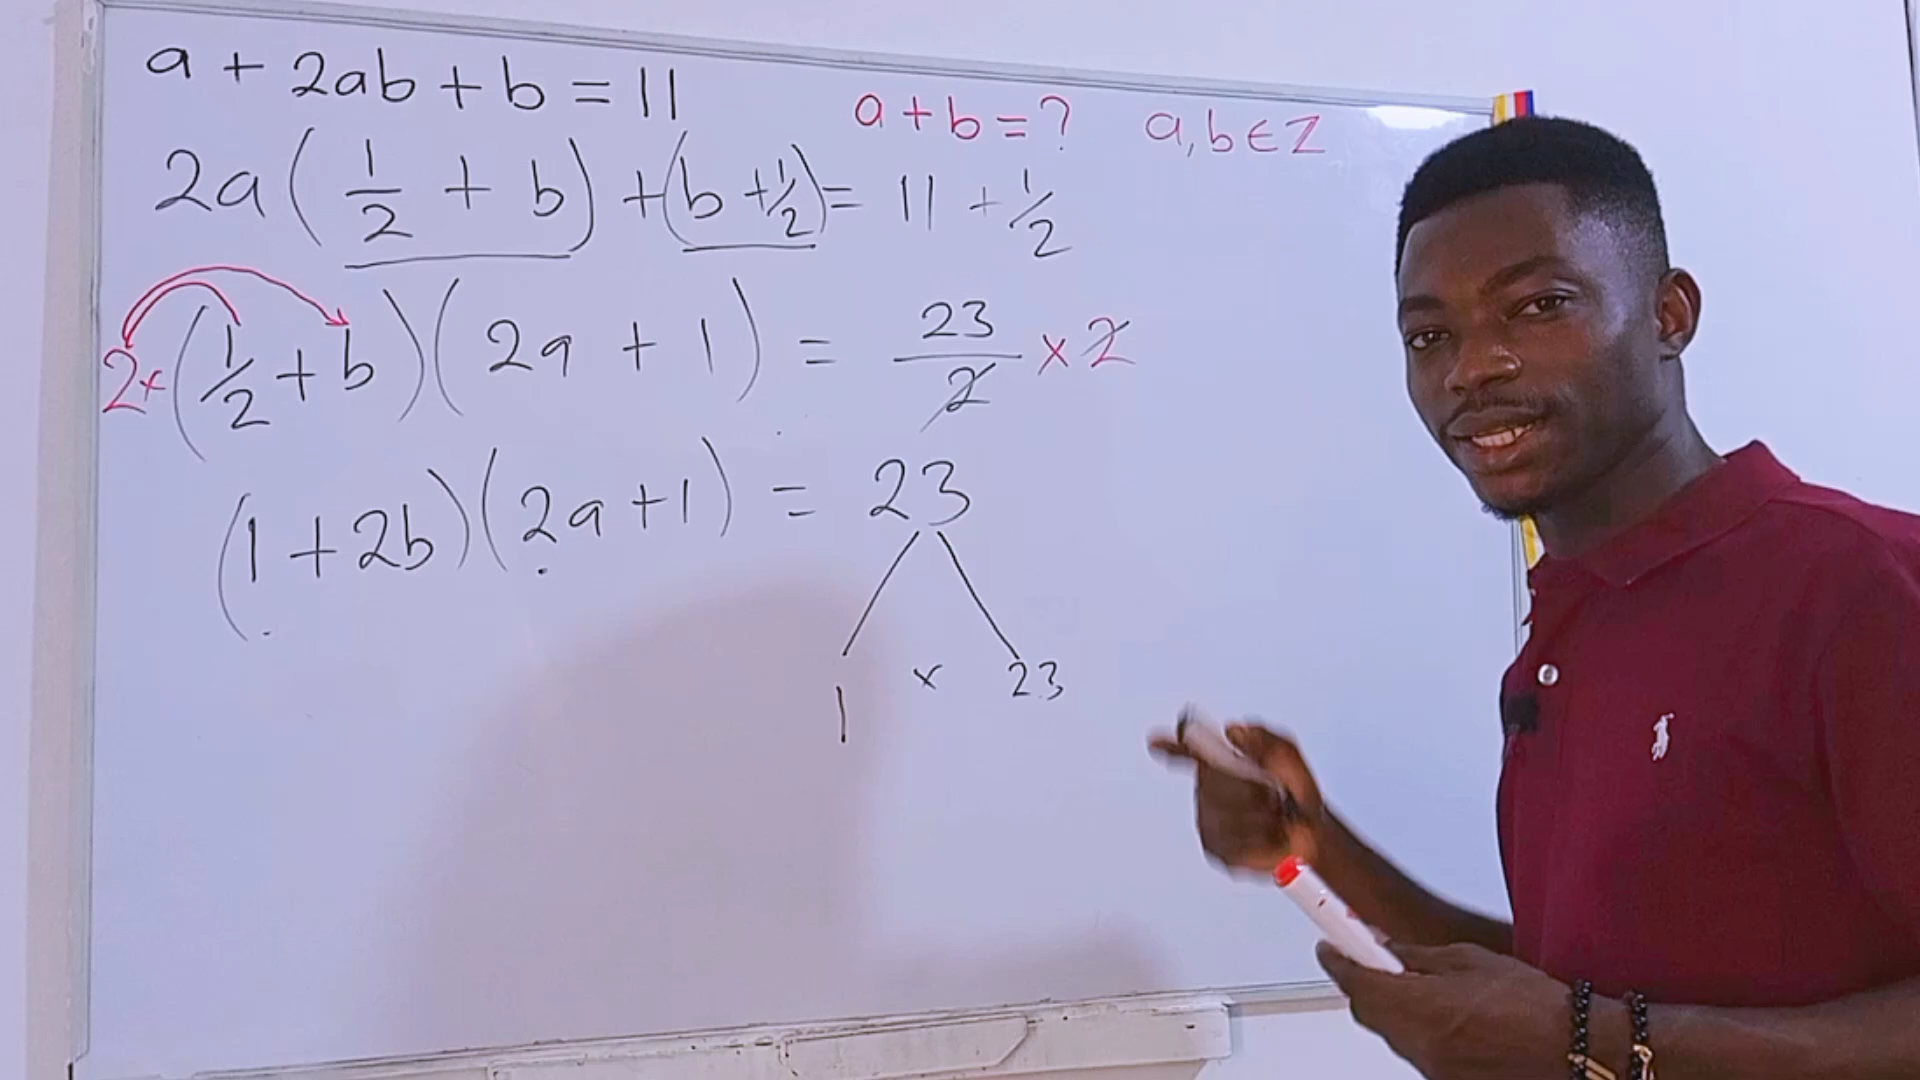 a + 2ab + b = 11
a + b = ? a, b ∈ Z
2a(1/2 + b) + (b + 1/2) = 11 + 1/2
2×(1/2 + b)(2a + 1) = 23/2 × 2
(1 + 2b)(2a + 1) = 23
1 × 23